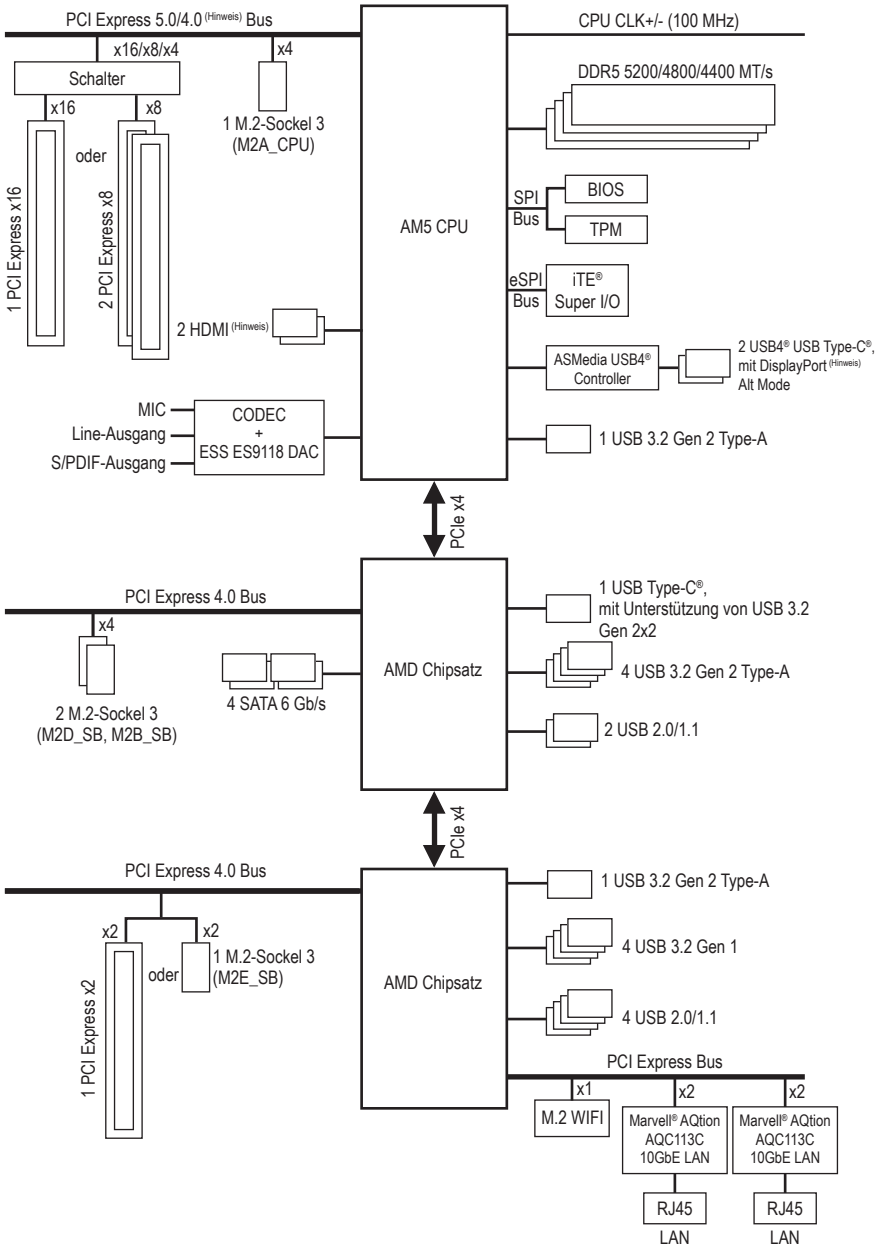 PCI Express 5.0/4.0 (Hinweis) Bus
CPU CLK+/- (100 MHz)
x16/x8/x4
x4
Schalter
DDR5 5200/4800/4400 MT/s
x16
x8
oder
1 M.2-Sockel 3
(M2A_CPU)
1 PCI Express x16
2 PCI Express x8
AM5 CPU
SPI
Bus
BIOS
TPM
eSPI
Bus
iTE®
Super I/O
2 HDMI (Hinweis)
ASMedia USB4®
Controller
2 USB4® USB Type-C®,
mit DisplayPort (Hinweis)
Alt Mode
MIC
Line-Ausgang
S/PDIF-Ausgang
CODEC
+
ESS ES9118 DAC
1 USB 3.2 Gen 2 Type-A
PCIe x4
PCI Express 4.0 Bus
x4
2 M.2-Sockel 3
(M2D_SB, M2B_SB)
4 SATA 6 Gb/s
AMD Chipsatz
1 USB Type-C®,
mit Unterstützung von USB 3.2
Gen 2x2
4 USB 3.2 Gen 2 Type-A
2 USB 2.0/1.1
PCIe x4
PCI Express 4.0 Bus
x2
x2
oder
1 M.2-Sockel 3
(M2E_SB)
1 PCI Express x2
AMD Chipsatz
1 USB 3.2 Gen 2 Type-A
4 USB 3.2 Gen 1
4 USB 2.0/1.1
PCI Express Bus
x1
x2
x2
M.2 WIFI
Marvell® AQtion
AQC113C
10GbE LAN
Marvell® AQtion
AQC113C
10GbE LAN
RJ45
RJ45
LAN
LAN